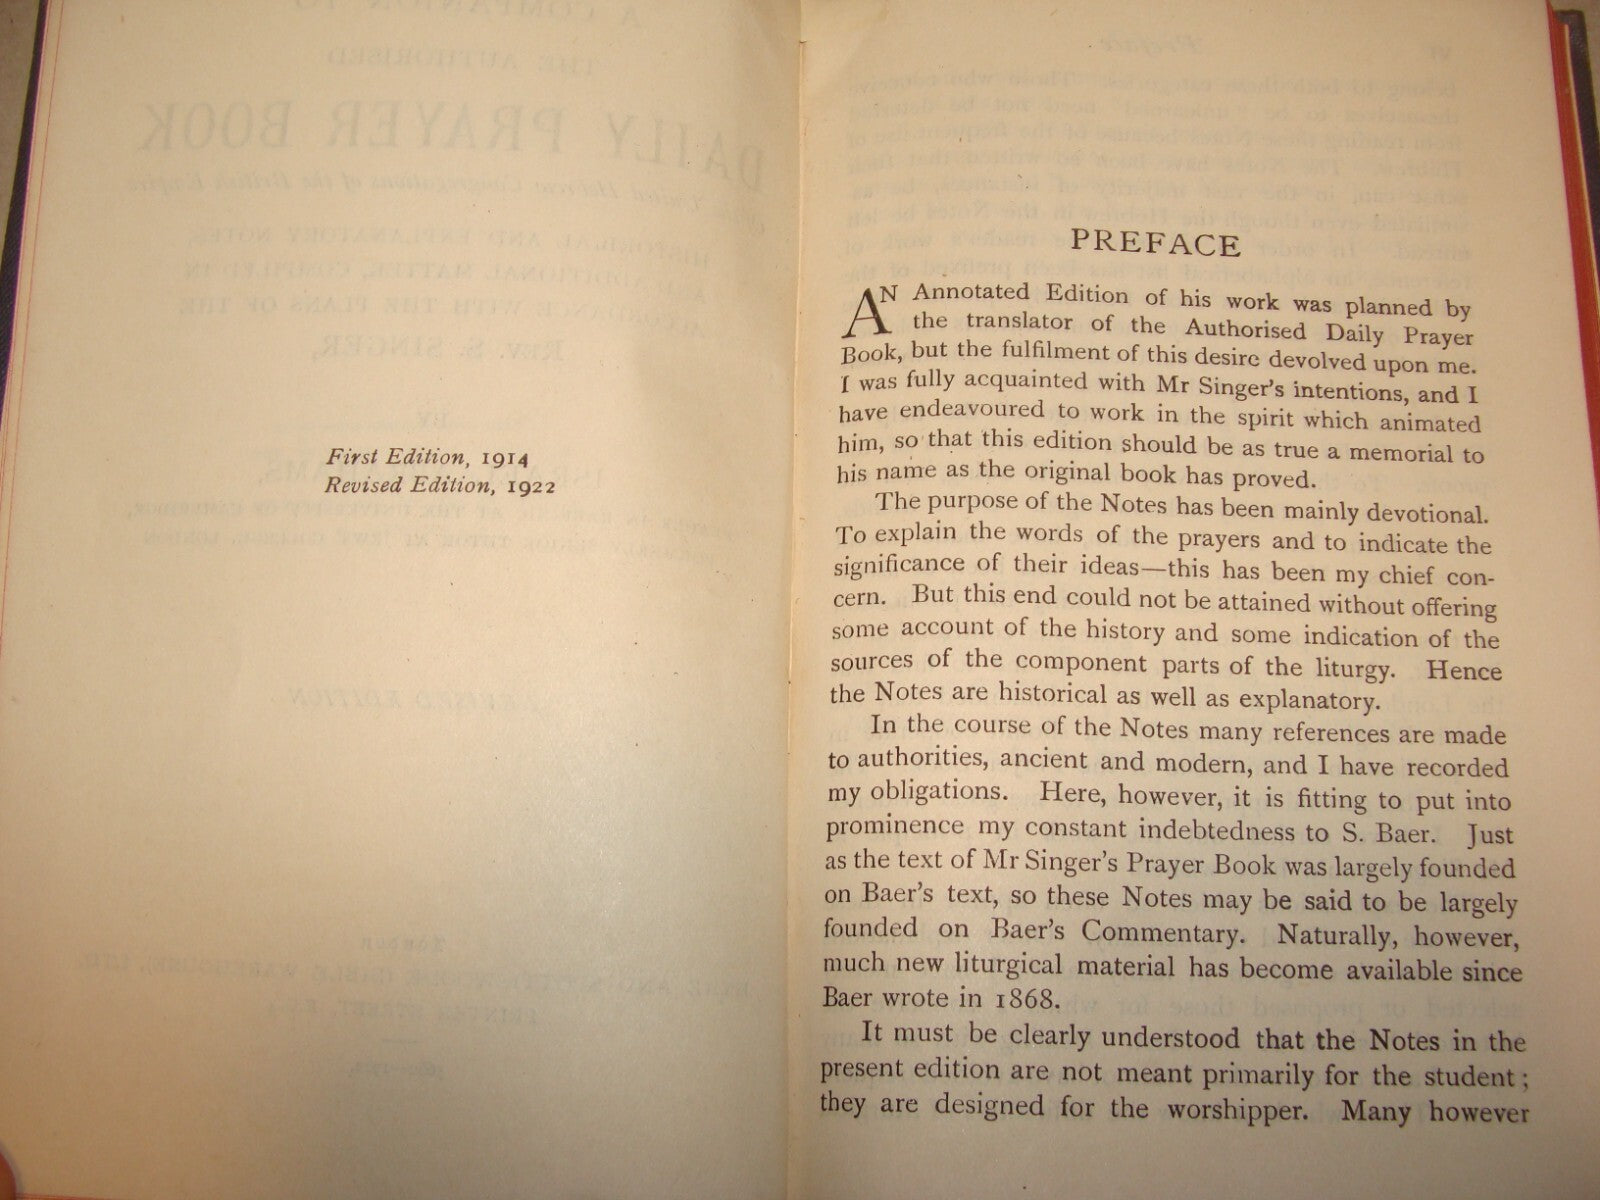 First Edition, 1914
Revised Edition, 1922
PREFACE
AN Annotated Edition of his work was planned by
the translator of the Authorised Daily Prayer
Book, but the fulfilment of this desire devolved upon me.
I was fully acquainted with Mr Singer's intentions, and I
have endeavoured to work in the spirit which animated
him, so that this edition should be as true a memorial to
his name as the original book has proved.
The purpose of the Notes has been mainly devotional.
To explain the words of the prayers and to indicate the
significance of their ideas—this has been my chief con-
cern. But this end could not be attained without offering
some account of the history and some indication of the
sources of the component parts of the liturgy. Hence
the Notes are historical as well as explanatory.
In the course of the Notes many references are made
to authorities, ancient and modern, and I have recorded
my obligations. Here, however, it is fitting to put into
prominence my constant indebtedness to S. Baer. Just
as the text of Mr Singer's Prayer Book was largely founded
on Baer's text, so these Notes may be said to be largely
founded on Baer's Commentary. Naturally, however,
much new liturgical material has become available since
Baer wrote in 1868.
It must be clearly understood that the Notes in the
present edition are not meant primarily for the student;
they are designed for the worshipper. Many however